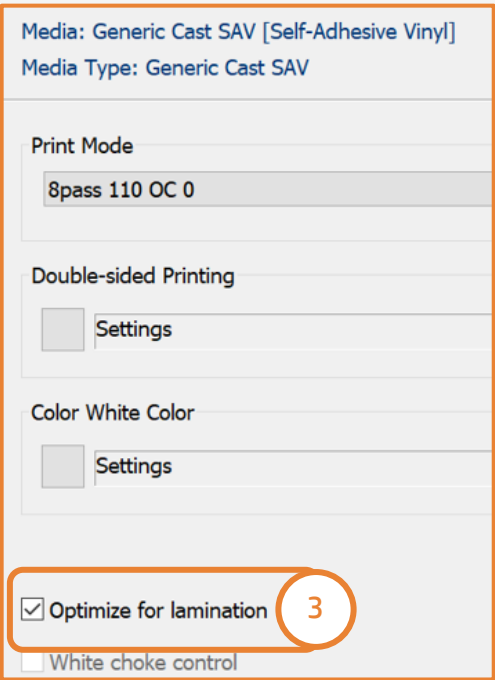 Media: Generic Cast SAV [Self-Adhesive Vinyl]
Media Type: Generic Cast SAV
Print Mode
8pass 110 OC 0
Double-sided Printing
Settings
Color White Color
Settings
Optimize for lamination 3
White choke control